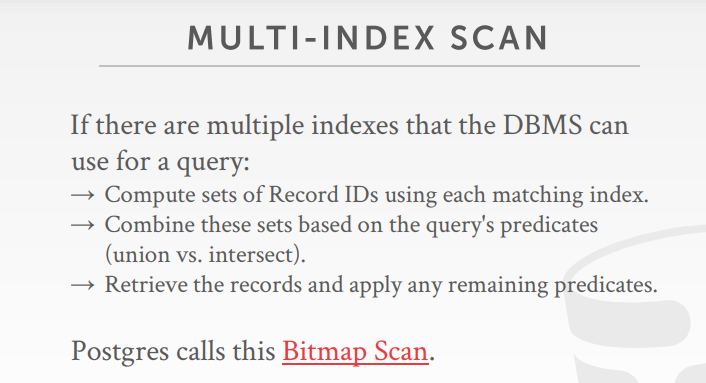 MULTI-INDEX SCAN
If there are multiple indexes that the DBMS can
use for a query:
→ Compute sets of Record IDs using each matching index.
→ Combine these sets based on the query's predicates
(union vs. intersect).
→ Retrieve the records and apply any remaining predicates.
Postgres calls this Bitmap Scan.